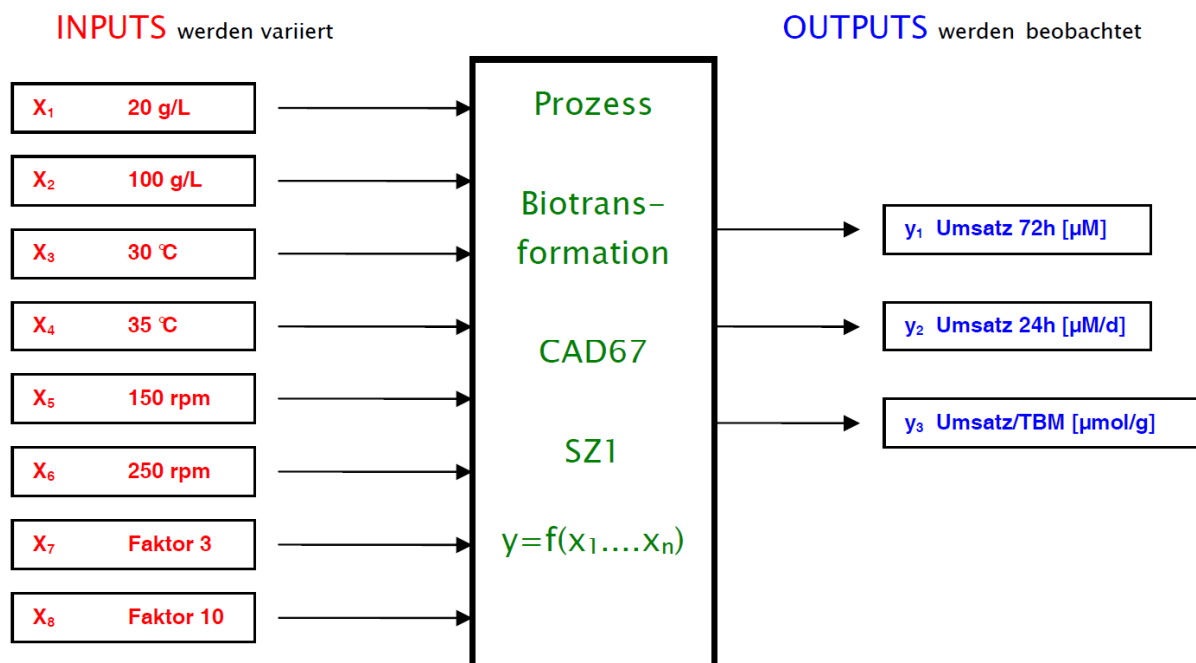 INPUTS werden variiert
OUTPUTS werden beobachtet
X₁ 20 g/L
X₂ 100 g/L
X₃ 30 °C
X₄ 35 °C
X₅ 150 rpm
X₆ 250 rpm
X₇ Faktor 3
X₈ Faktor 10
Prozess
Biotrans-
formation
CAD67
SZ1
y=f(x₁....xₙ)
y₁ Umsatz 72h [µM]
y₂ Umsatz 24h [µM/d]
y₃ Umsatz/TBM [µmol/g]